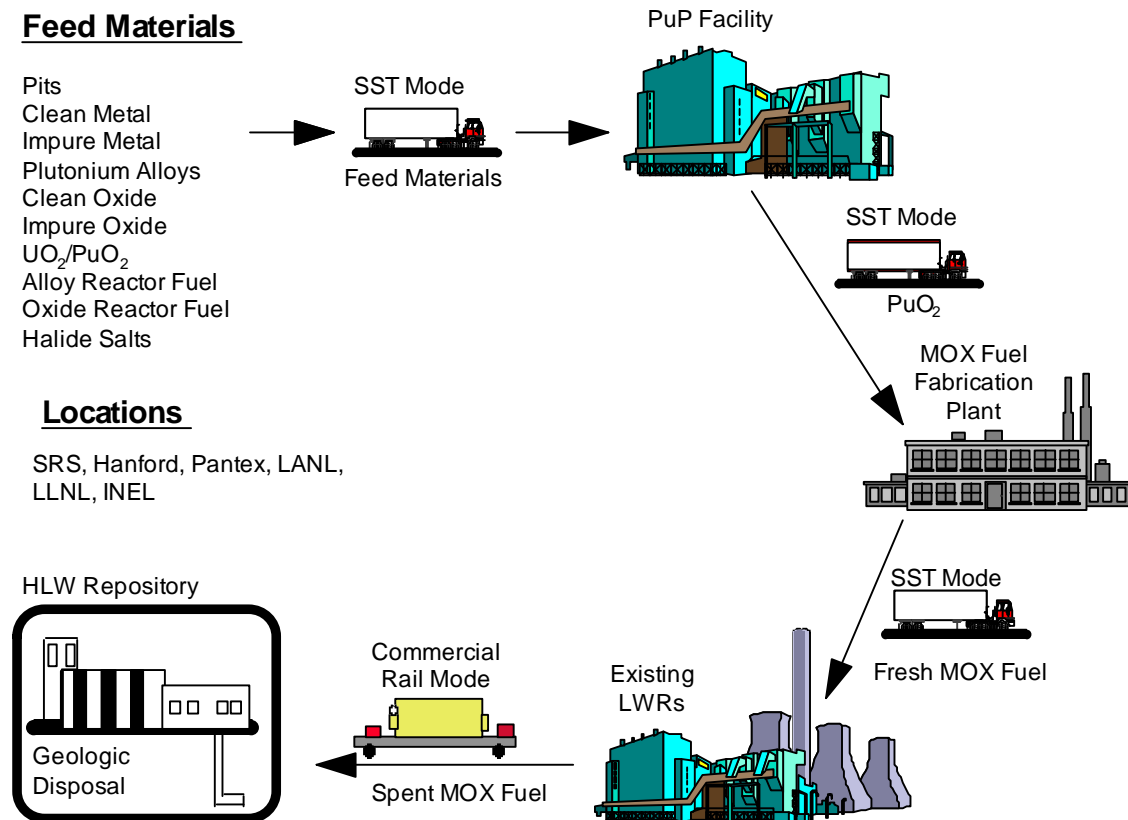 Feed Materials
Pits
Clean Metal
Impure Metal
Plutonium Alloys
Clean Oxide
Impure Oxide
UO₂/PuO₂
Alloy Reactor Fuel
Oxide Reactor Fuel
Halide Salts
SST Mode
Feed Materials
PuP Facility
SST Mode
PuO₂
MOX Fuel
Fabrication
Plant
Locations
SRS, Hanford, Pantex, LANL,
LLNL, INEL
SST Mode
Fresh MOX Fuel
Existing
LWRs
Commercial
Rail Mode
Spent MOX Fuel
HLW Repository
Geologic
Disposal